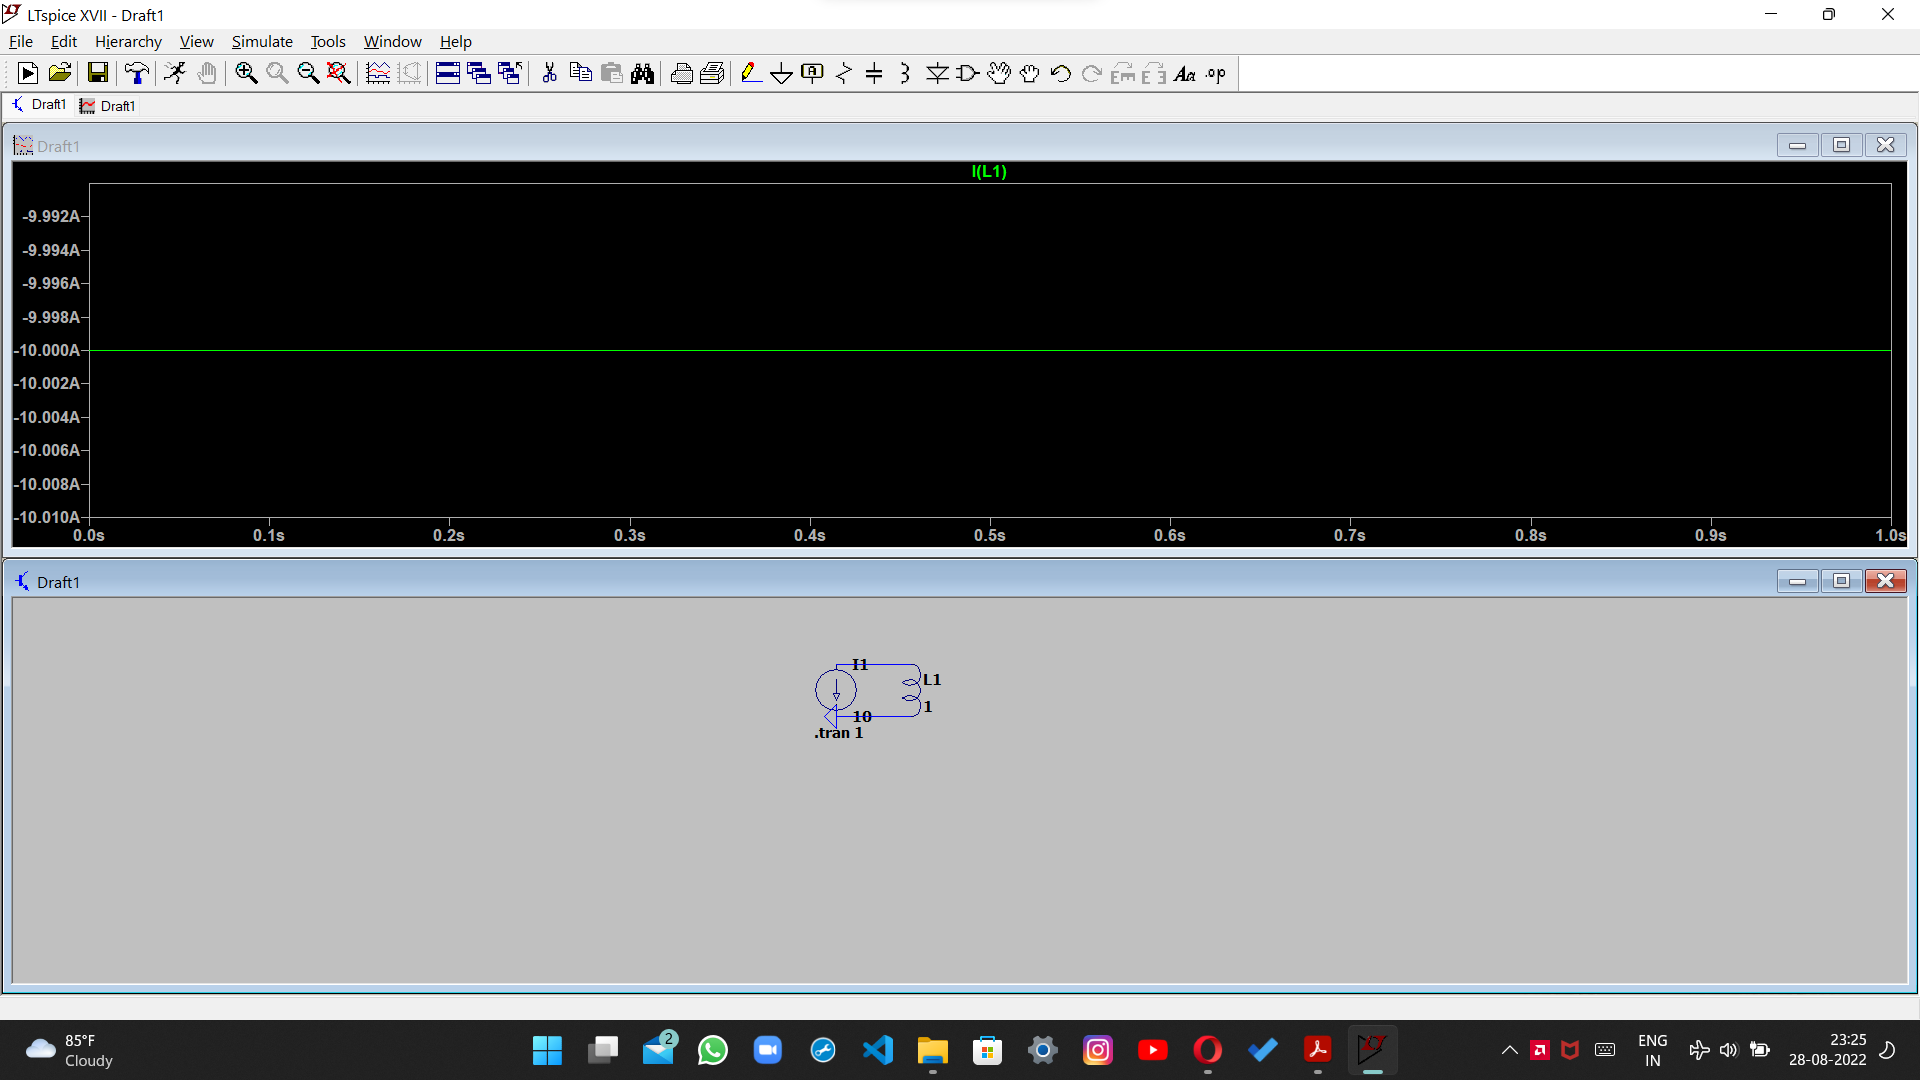 LTspice XVII - Draft1
File Edit Hierarchy View Simulate Tools Window Help
.op
Draft1 Draft1
Draft1
I(L1)
-9.992A
-9.994A
-9.996A
-9.998A
-10.000A
-10.002A
-10.004A
-10.006A
-10.008A
-10.010A
0.0s 0.1s 0.2s 0.3s 0.4s 0.5s 0.6s 0.7s 0.8s 0.9s 1.0s
Draft1
I1
L1
1
10
.tran 1
85°F
Cloudy
2
ENG
IN
23:25
28-08-2022